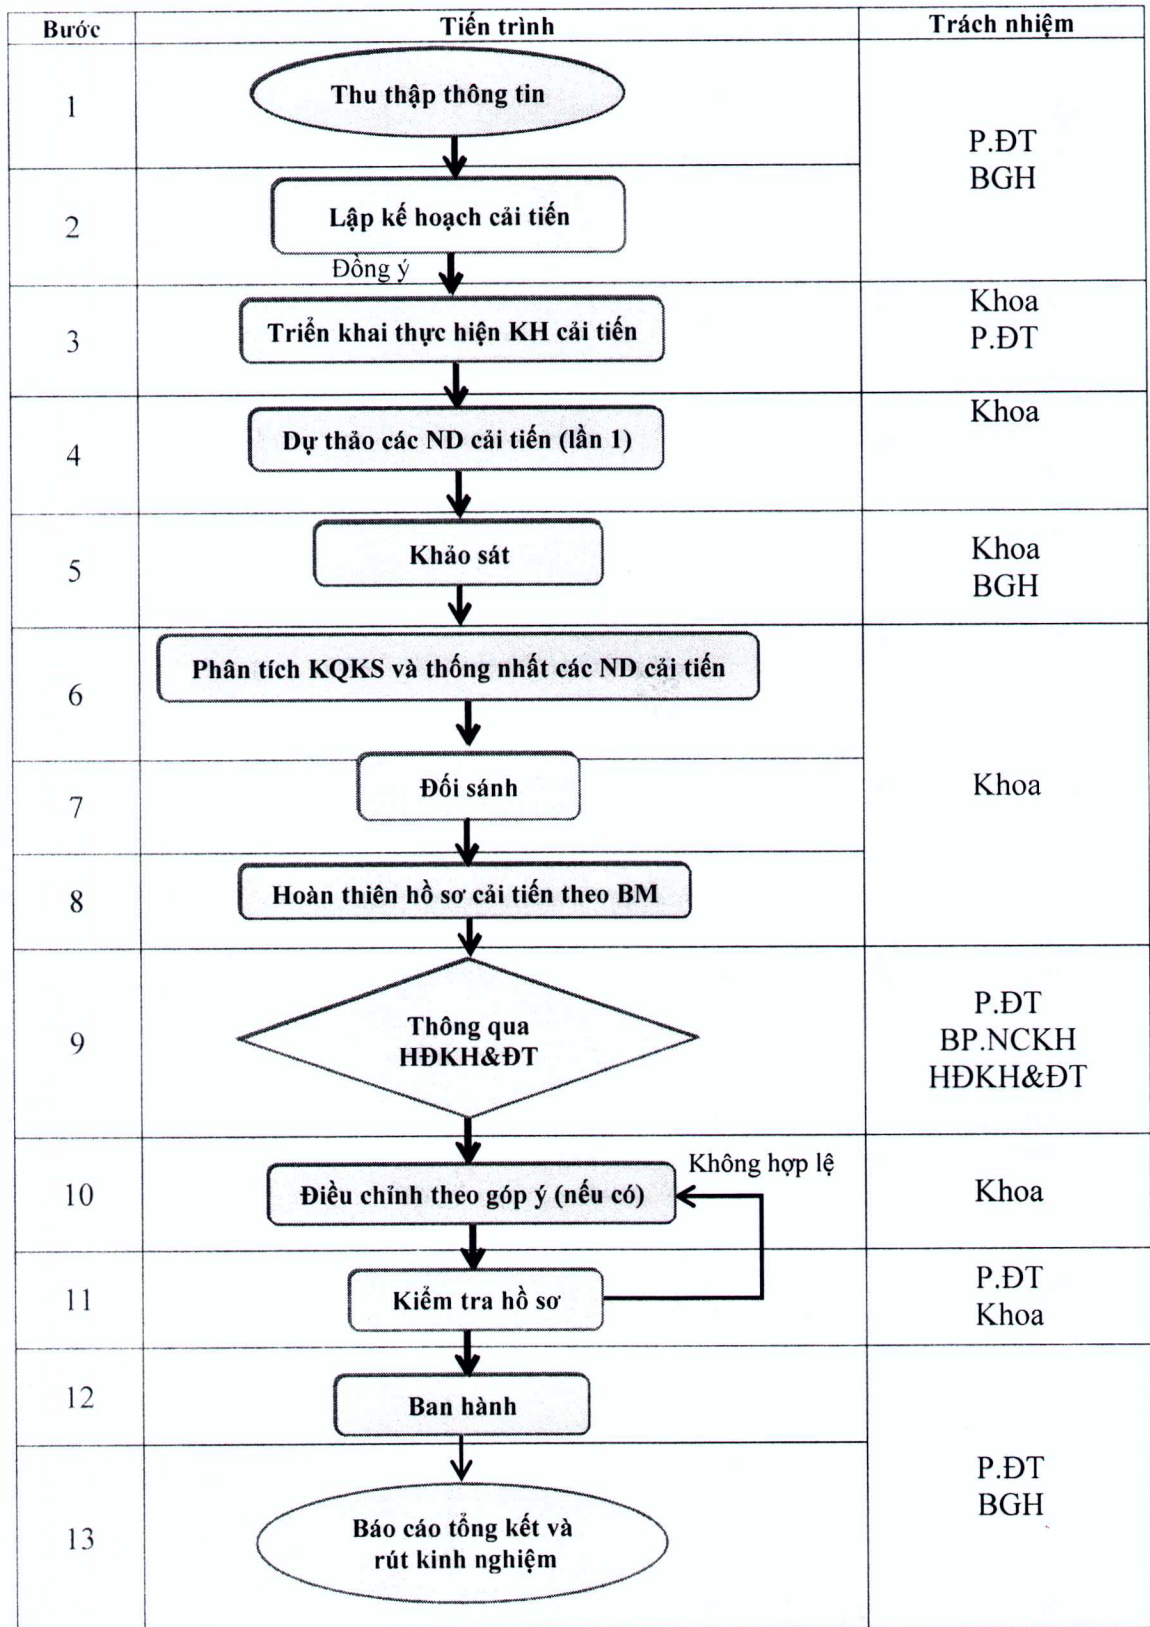 Bước Tiến trình Trách nhiệm
1
Thu thập thông tin
P.ĐT
BGH
2
Lập kế hoạch cải tiến
Đồng ý
3
Triển khai thực hiện KH cải tiến
Khoa
P.ĐT
4
Dự thảo các ND cải tiến (lần 1)
Khoa
5
Khảo sát
Khoa
BGH
6
Phân tích KQKS và thống nhất các ND cải tiến
7
Đối sánh
Khoa
8
Hoàn thiện hồ sơ cải tiến theo BM
9
Thông qua
HĐKH&ĐT
P.ĐT
BP.NCKH
HĐKH&ĐT
Không hợp lệ
10
Điều chỉnh theo góp ý (nếu có)
Khoa
11
Kiểm tra hồ sơ
P.ĐT
Khoa
12
Ban hành
P.ĐT
BGH
13
Báo cáo tổng kết và
rút kinh nghiệm